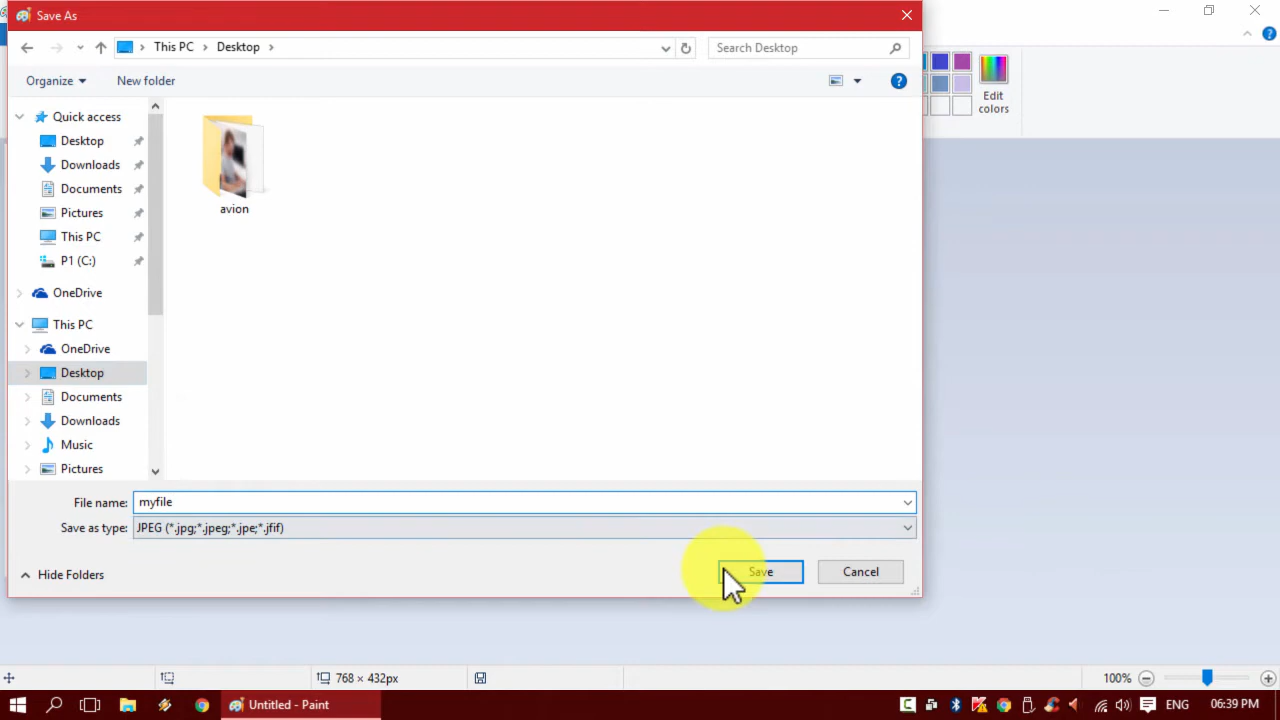 Save As
This PC Desktop
Search Desktop
Organize New folder
Edit
colors
Quick access
Desktop
Downloads
Documents
Pictures
This PC
P1 (C:)
OneDrive
This PC
OneDrive
Desktop
Documents
Downloads
Music
Pictures
avion
File name: myfile
Save as type: JPEG (*.jpg;*.jpeg;*.jpe;*.jfif)
Hide Folders
Save Cancel
768 × 432px
100%
Untitled - Paint
ENG 06:39 PM